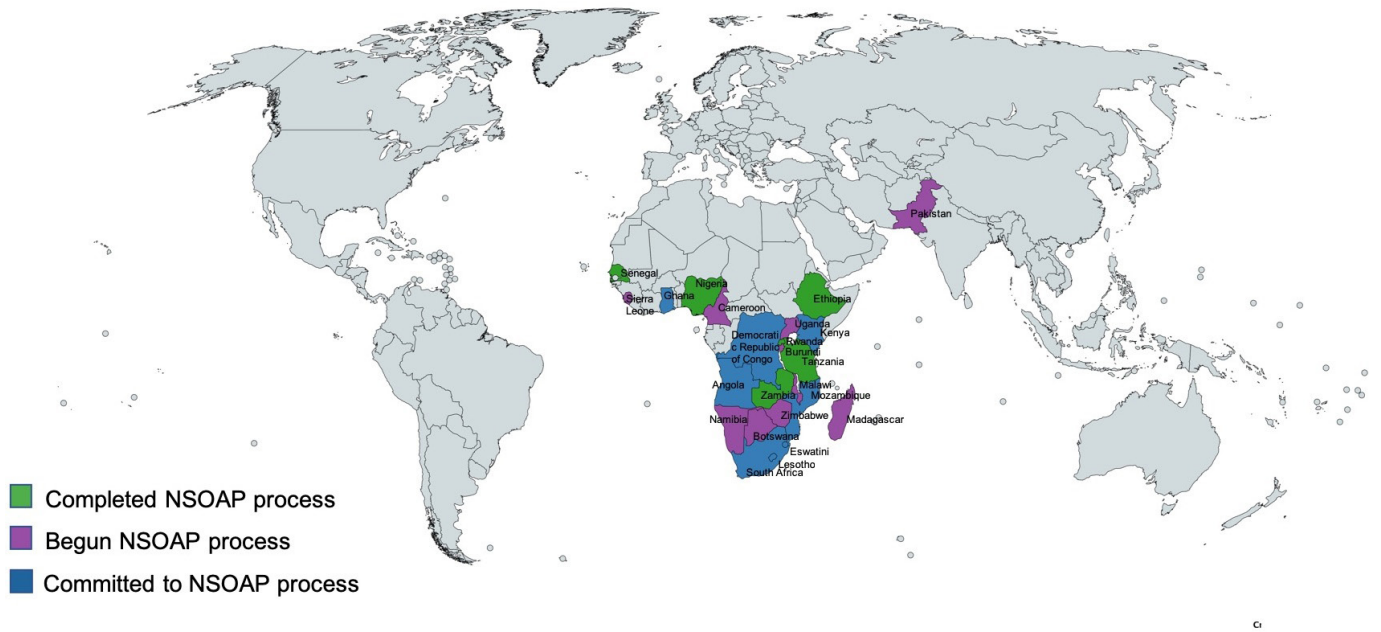 Pakistan
Senegal
Nigeria
Ethiopia
Sierra
Leone
Ghana
Cameroon
Uganda
Kenya
Democrati
c Republic
of Congo
Rwanda
Burundi
Tanzania
Angola
Malawi
Zambia
Mozambique
Namibia
Zimbabwe
Madagascar
Botswana
Eswatini
Lesotho
South Africa
Completed NSOAP process
Begun NSOAP process
Committed to NSOAP process